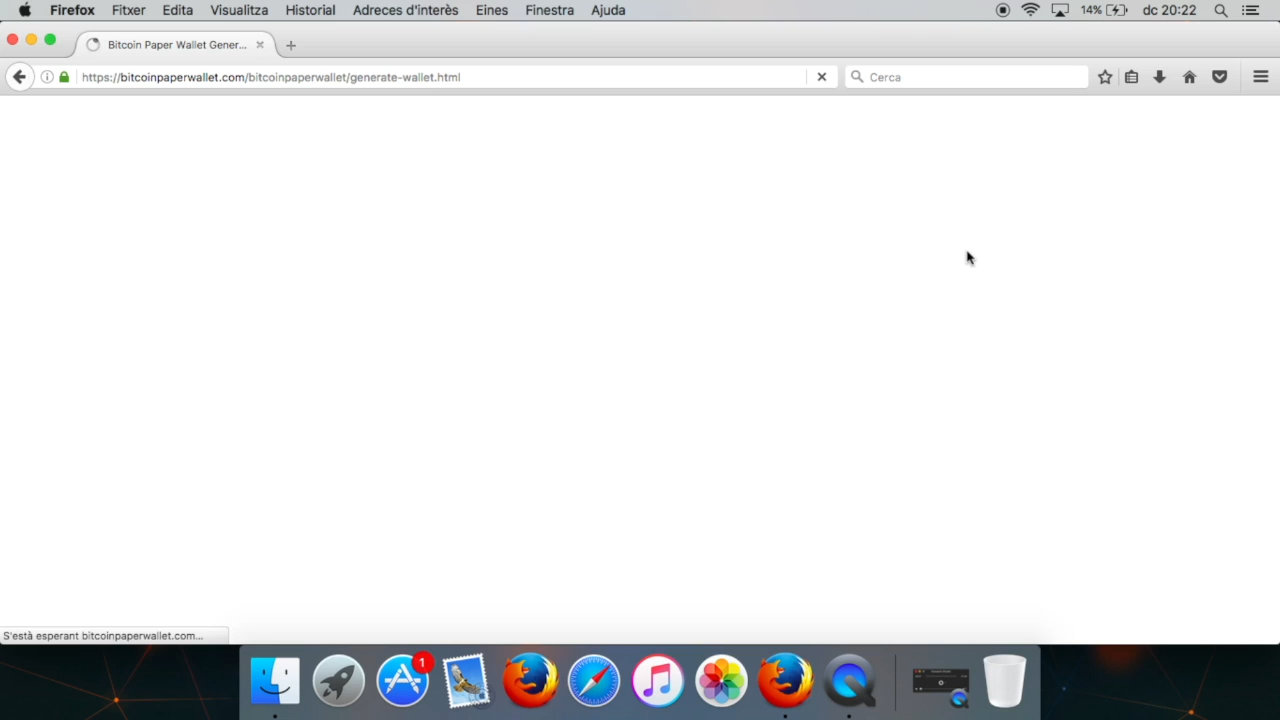 Firefox Fitxer Edita Visualitza Historial Adreces d'interès Eines Finestra Ajuda 14% dc 20:22
Bitcoin Paper Wallet Gener...
https://bitcoinpaperwallet.com/bitcoinpaperwallet/generate-wallet.html Cerca
S'està esperant bitcoinpaperwallet.com...
1